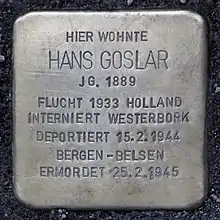 HIER WOHNTE
HANS GOSLAR
JG. 1889
FLUCHT 1933 HOLLAND
INTERNIERT WESTERBORK
DEPORTIERT 15.2.1944
BERGEN-BELSEN
ERMORDET 25.2.1945